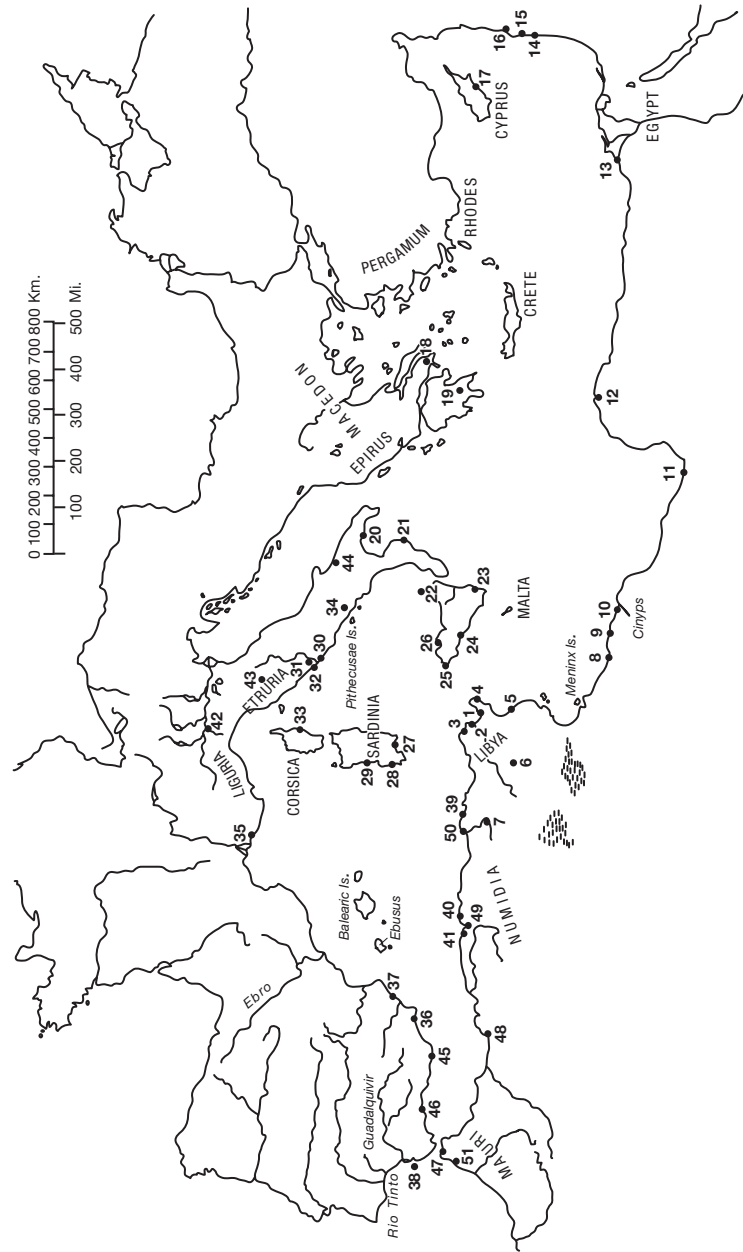 0 100 200 300 400 500 600 700 800 Km.
100 200 300 400 500 Mi.
42
LIGURIA
35
43
ETRURIA
31
32
30
44
34
Pithecusae Is.
20
21
CORSICA
33
SARDINIA
29
28
27
MACEDON
EPIRUS
PERGAMUM
18
19
RHODES
CRETE
CYPRUS
17
16
15
14
Ebro
Balearic Is.
Ebusus
37
36
45
46
Guadalquivir
Rio Tinto
38
47
51
MAURI
48
41
40
49
NUMIDIA
50
39
7
3
1
2
4
LIBYA
5
6
26
25
24
22
23
MALTA
Meninx Is.
8
9
10
Cinyps
11
12
13
EGYPT